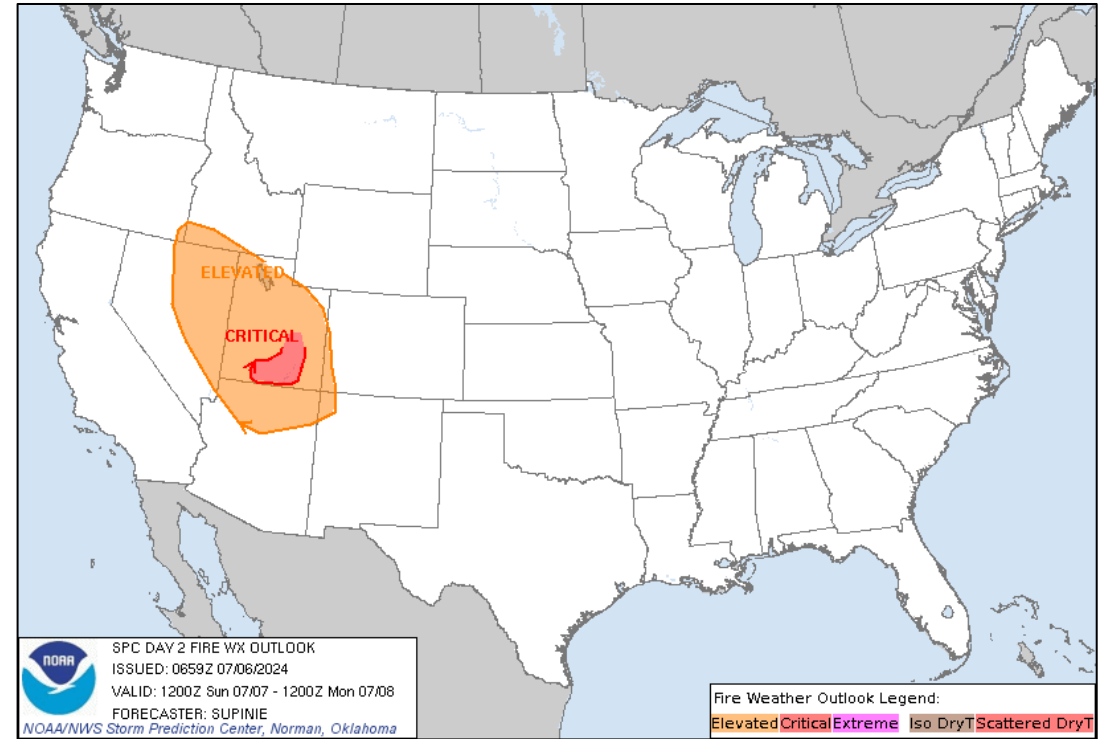 ELEVATED
CRITICAL
NOAA
SPC DAY 2 FIRE WX OUTLOOK
ISSUED: 0659Z 07/06/2024
VALID: 1200Z Sun 07/07 - 1200Z Mon 07/08
FORECASTER: SUPINIE
NOAA/NWS Storm Prediction Center, Norman, Oklahoma
Fire Weather Outlook Legend:
Elevated Critical Extreme Iso DryT Scattered DryT